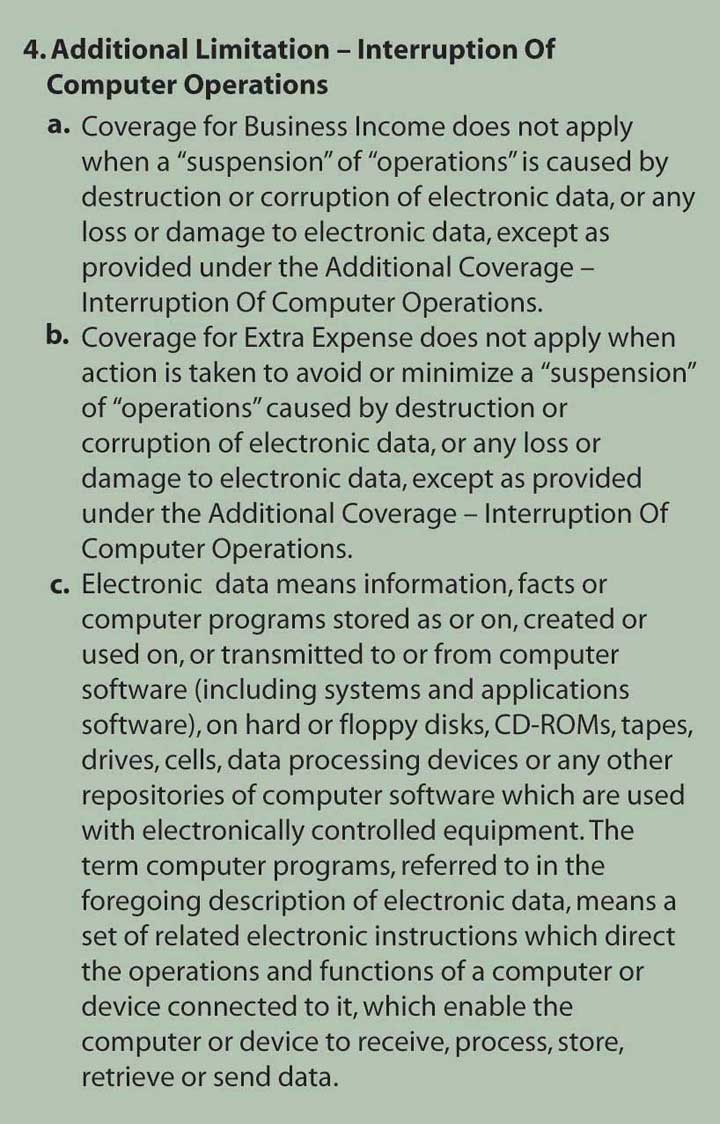 4. Additional Limitation – Interruption Of
Computer Operations
a. Coverage for Business Income does not apply
when a “suspension” of “operations” is caused by
destruction or corruption of electronic data, or any
loss or damage to electronic data, except as
provided under the Additional Coverage –
Interruption Of Computer Operations.
b. Coverage for Extra Expense does not apply when
action is taken to avoid or minimize a “suspension”
of “operations” caused by destruction or
corruption of electronic data, or any loss or
damage to electronic data, except as provided
under the Additional Coverage – Interruption Of
Computer Operations.
c. Electronic data means information, facts or
computer programs stored as or on, created or
used on, or transmitted to or from computer
software (including systems and applications
software), on hard or floppy disks, CD-ROMs, tapes,
drives, cells, data processing devices or any other
repositories of computer software which are used
with electronically controlled equipment. The
term computer programs, referred to in the
foregoing description of electronic data, means a
set of related electronic instructions which direct
the operations and functions of a computer or
device connected to it, which enable the
computer or device to receive, process, store,
retrieve or send data.